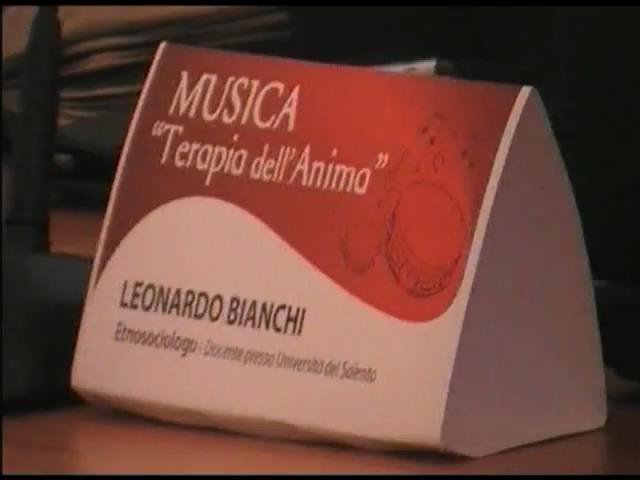 MUSICA
“Terapia dell’Anima”
LEONARDO BIANCHI
Etnosociologo - Docente presso Università del Salento